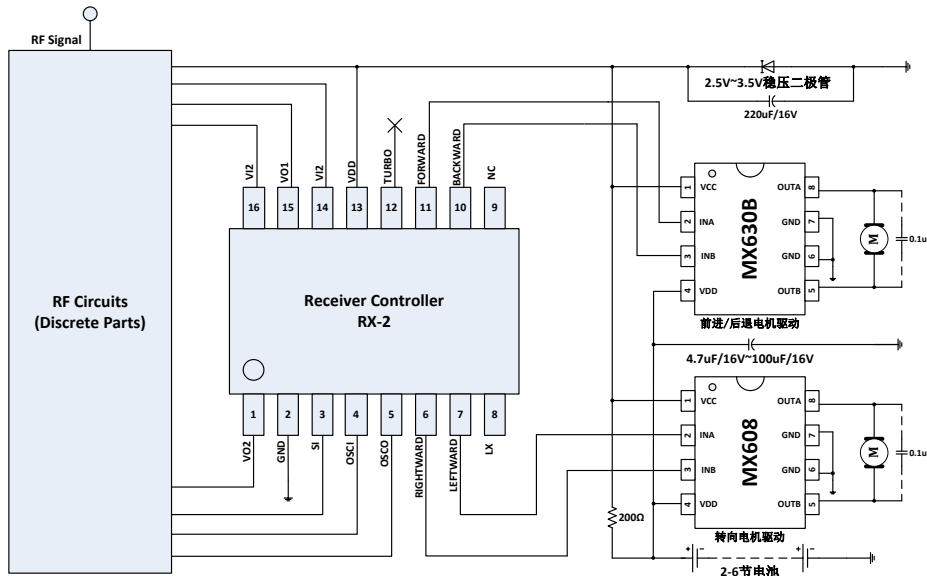 RF Signal
RF Circuits
(Discrete Parts)
VI2
VO1
VI2
VDD
TURBO
FORWARD
BACKWARD
NC
16
15
14
13
12
11
10
9
Receiver Controller
RX-2
1
2
3
4
5
6
7
8
VO2
GND
SI
OSCI
OSCO
RIGHTWARD
LEFTWARD
LX
2.5V~3.5V稳压二极管
220uF/16V
1
VCC
OUTA
8
2
INA
GND
7
3
INB
GND
6
4
VDD
OUTB
5
MX630B
M
0.1u
前进/后退电机驱动
4.7uF/16V~100uF/16V
1
VCC
OUTA
8
2
INA
GND
7
3
INB
GND
6
4
VDD
OUTB
5
MX608
M
0.1u
转向电机驱动
200Ω
+
-
+
-
2-6节电池